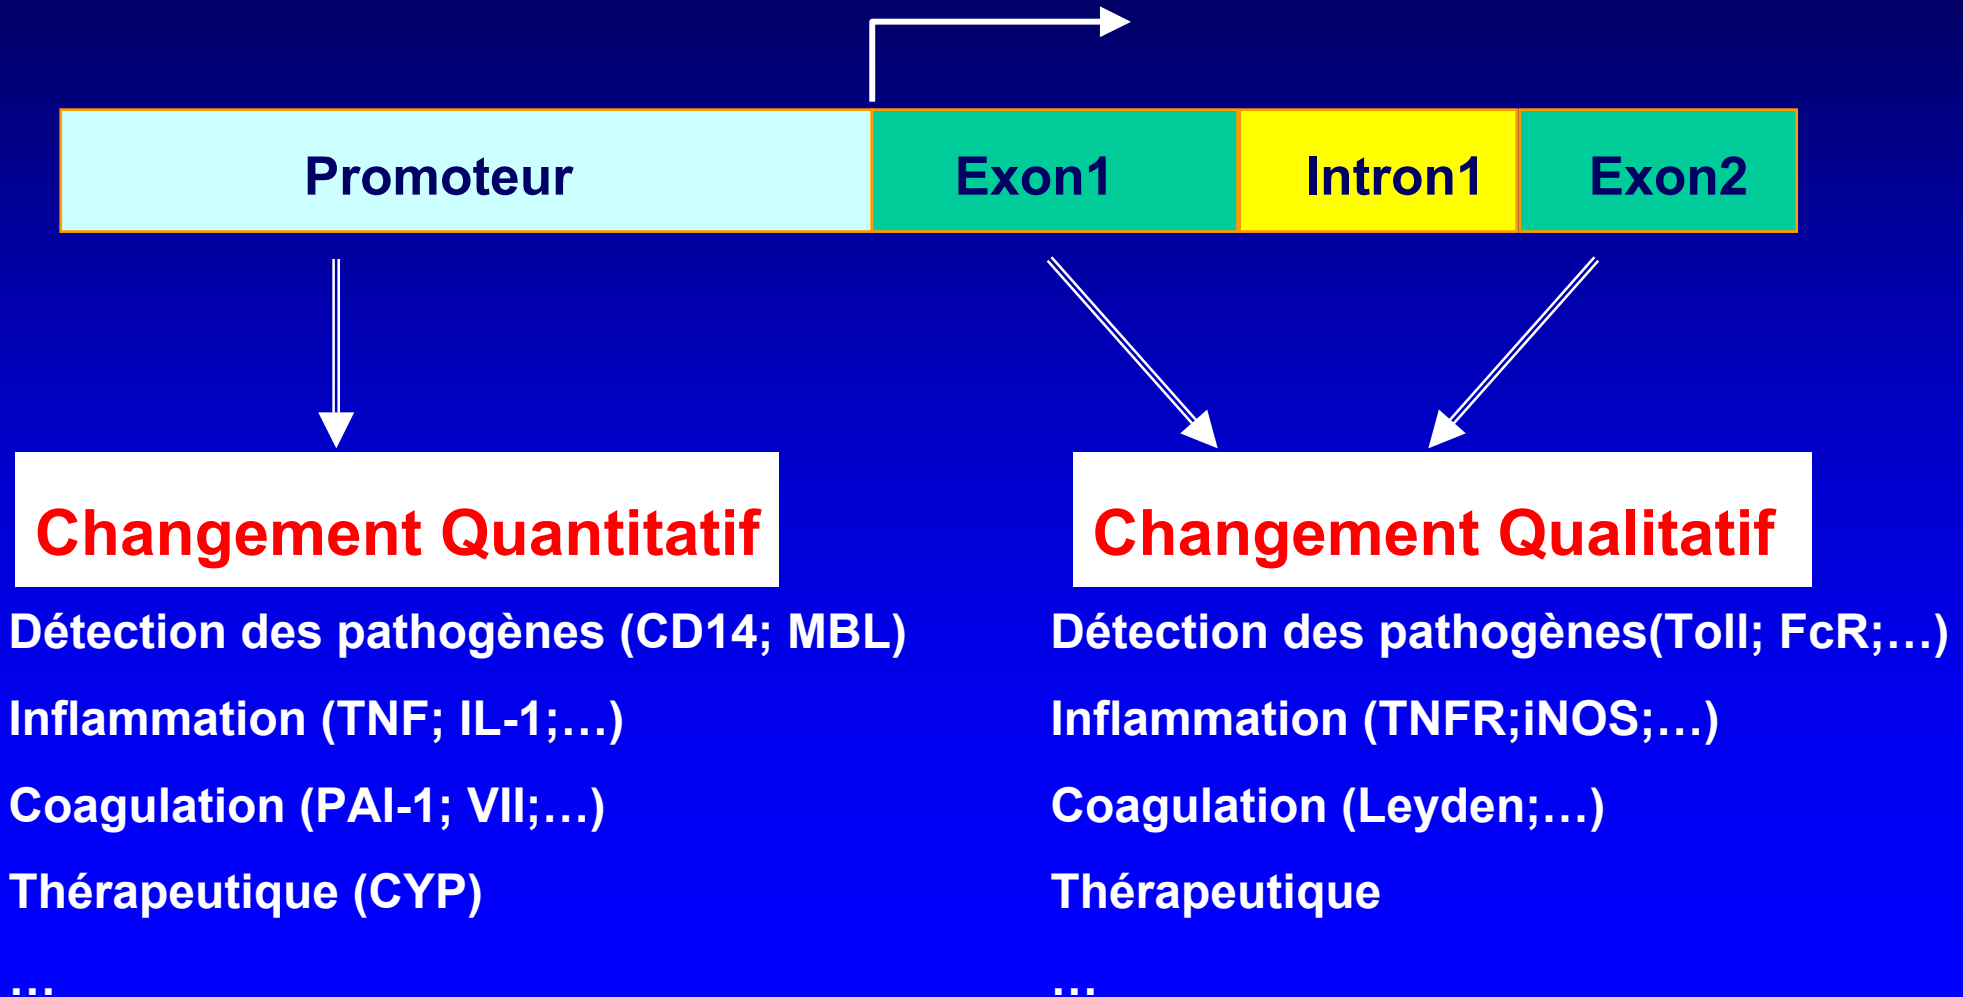 Promoteur Exon1 Intron1 Exon2
Changement Quantitatif
Détection des pathogènes (CD14; MBL)
Inflammation (TNF; IL-1;…)
Coagulation (PAI-1; VII;…)
Thérapeutique (CYP)
…
Changement Qualitatif
Détection des pathogènes(Toll; FcR;…)
Inflammation (TNFR;iNOS;…)
Coagulation (Leyden;…)
Thérapeutique
…